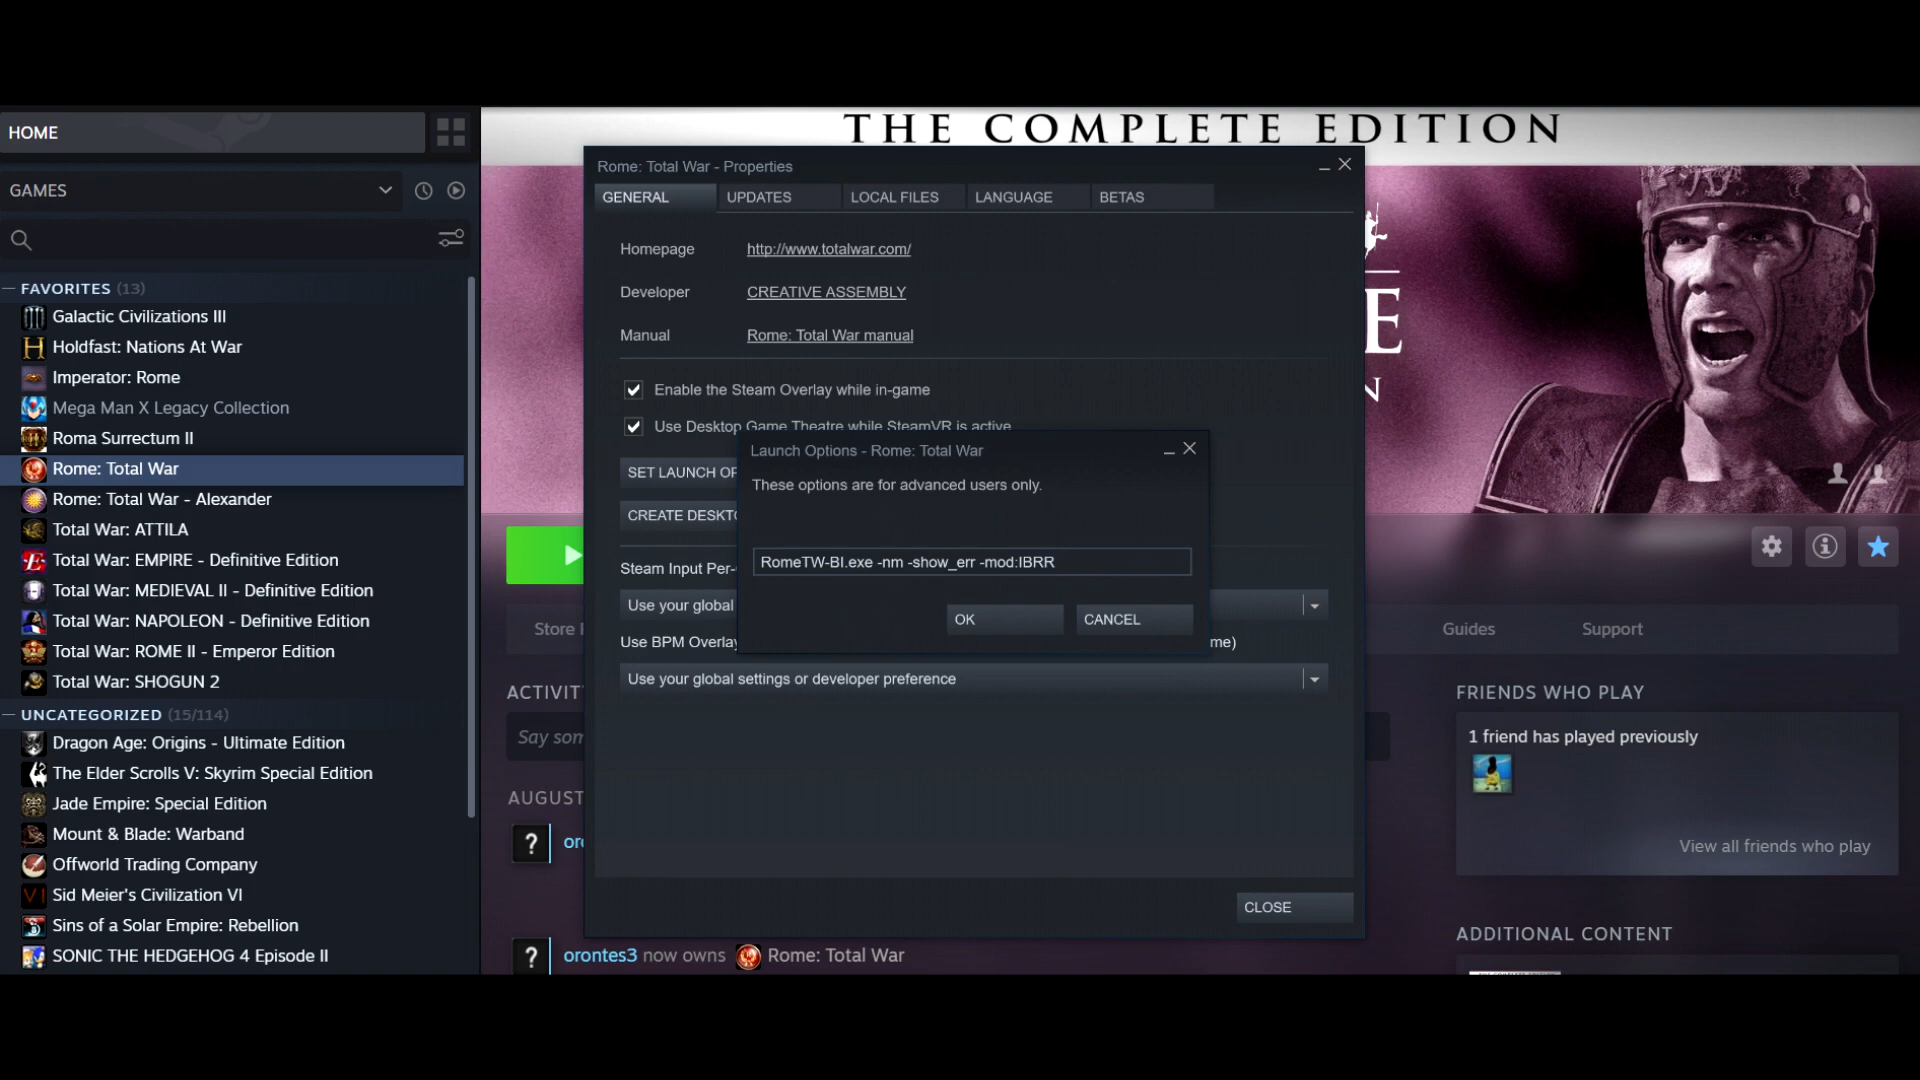 THE COMPLETE EDITION
HOME
GAMES
FAVORITES (13)
Galactic Civilizations III
Holdfast: Nations At War
Imperator: Rome
Mega Man X Legacy Collection
Roma Surrectum II
Rome: Total War
Rome: Total War - Alexander
Total War: ATTILA
Total War: EMPIRE - Definitive Edition
Total War: MEDIEVAL II - Definitive Edition
Total War: NAPOLEON - Definitive Edition
Total War: ROME II - Emperor Edition
Total War: SHOGUN 2
UNCATEGORIZED (15/114)
Dragon Age: Origins - Ultimate Edition
The Elder Scrolls V: Skyrim Special Edition
Jade Empire: Special Edition
Mount & Blade: Warband
Offworld Trading Company
Sid Meier's Civilization VI
Sins of a Solar Empire: Rebellion
SONIC THE HEDGEHOG 4 Episode II
Rome: Total War - Properties
GENERAL UPDATES LOCAL FILES LANGUAGE BETAS
Homepage http://www.totalwar.com/
Developer CREATIVE ASSEMBLY
Manual Rome: Total War manual
Enable the Steam Overlay while in-game
Use Desktop Game Theatre while SteamVR is active
SET LAUNCH OP
CREATE DESKTO
Steam Input Per-
Use your global
Use BPM Overlay me)
Use your global settings or developer preference
CLOSE
Launch Options - Rome: Total War
These options are for advanced users only.
RomeTW-BI.exe -nm -show_err -mod:IBRR
OK CANCEL
E
N
Store
Guides Support
ACTIVIT
Say som
AUGUST
? oro
? orontes3 now owns Rome: Total War
FRIENDS WHO PLAY
1 friend has played previously
View all friends who play
ADDITIONAL CONTENT